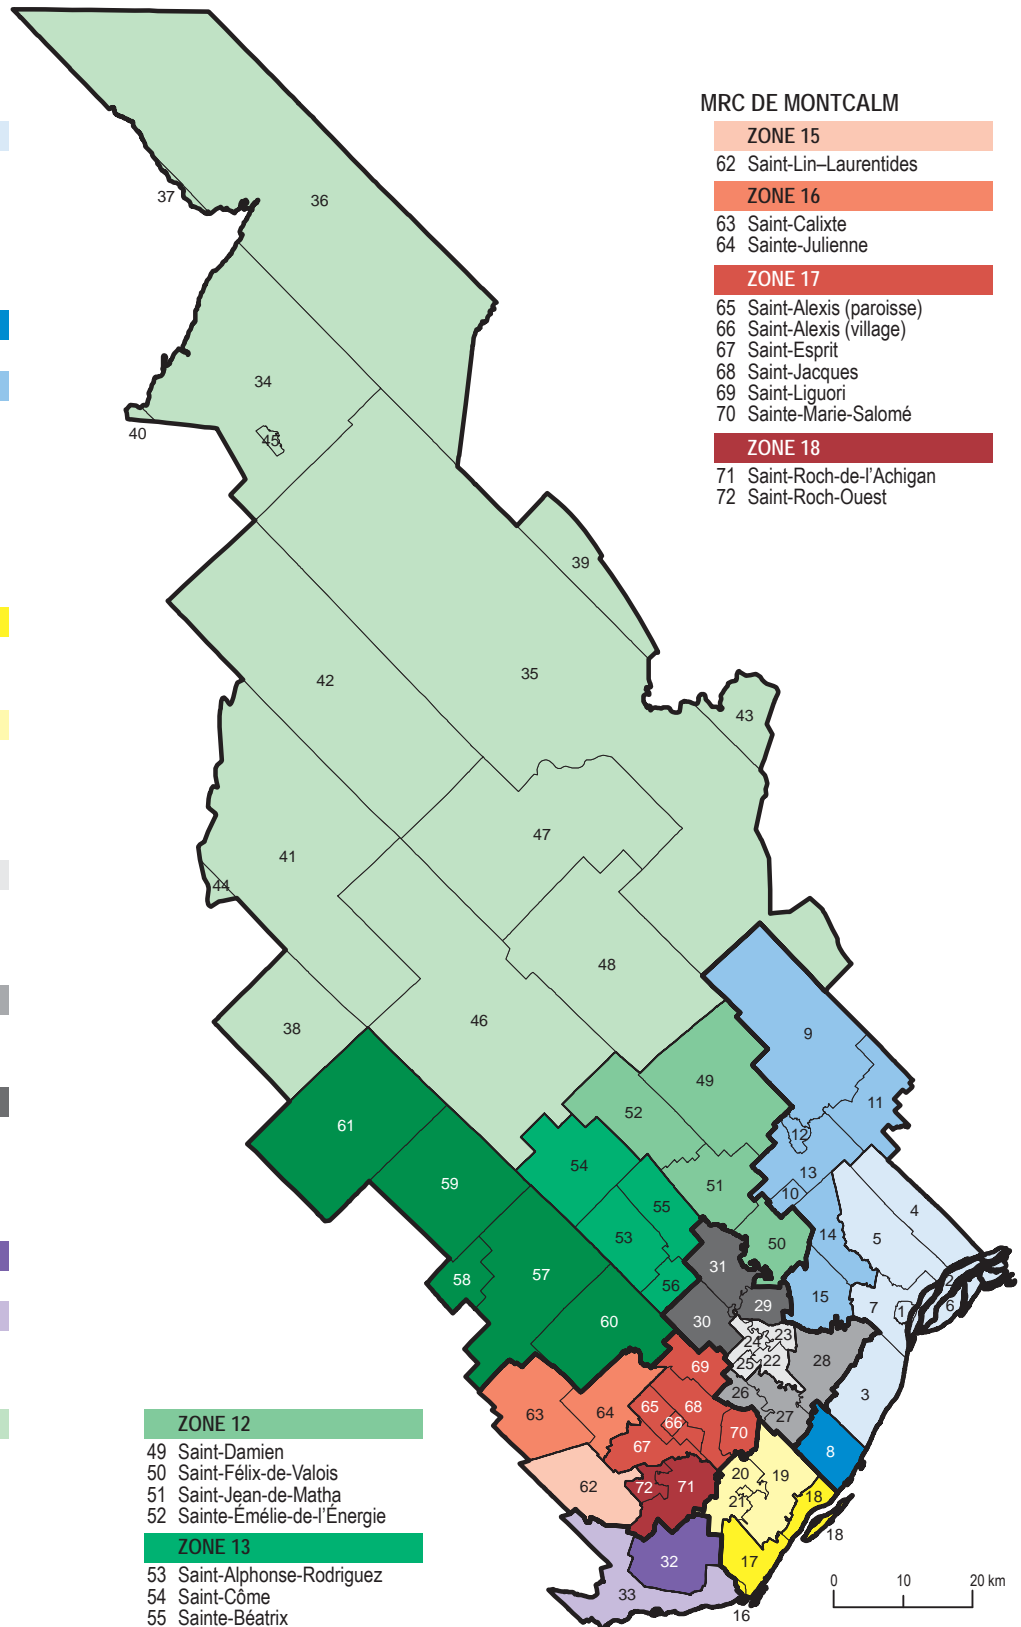 MRC DE MONTCALM
ZONE 15
62 Saint-Lin–Laurentides
ZONE 16
63 Saint-Calixte
64 Sainte-Julienne
ZONE 17
65 Saint-Alexis (paroisse)
66 Saint-Alexis (village)
67 Saint-Esprit
68 Saint-Jacques
69 Saint-Liguori
70 Sainte-Marie-Salomé
ZONE 18
71 Saint-Roch-de-l'Achigan
72 Saint-Roch-Ouest
37
36
34
40
45
39
42
35
43
47
41
44
48
46
38
9
49
52
11
12
61
54
13
51
10
59
55
4
14
5
53
50
31
57
58
56
2
15
7
1
6
29
60
30
24
23
22
25
28
69
26
3
63
64
65
68
66
27
70
67
8
20
19
62
72
71
21
18
18
32
17
33
16
ZONE 12
49 Saint-Damien
50 Saint-Félix-de-Valois
51 Saint-Jean-de-Matha
52 Sainte-Émélie-de-l'Énergie
ZONE 13
53 Saint-Alphonse-Rodriguez
54 Saint-Côme
55 Sainte-Béatrix
0 10 20 km